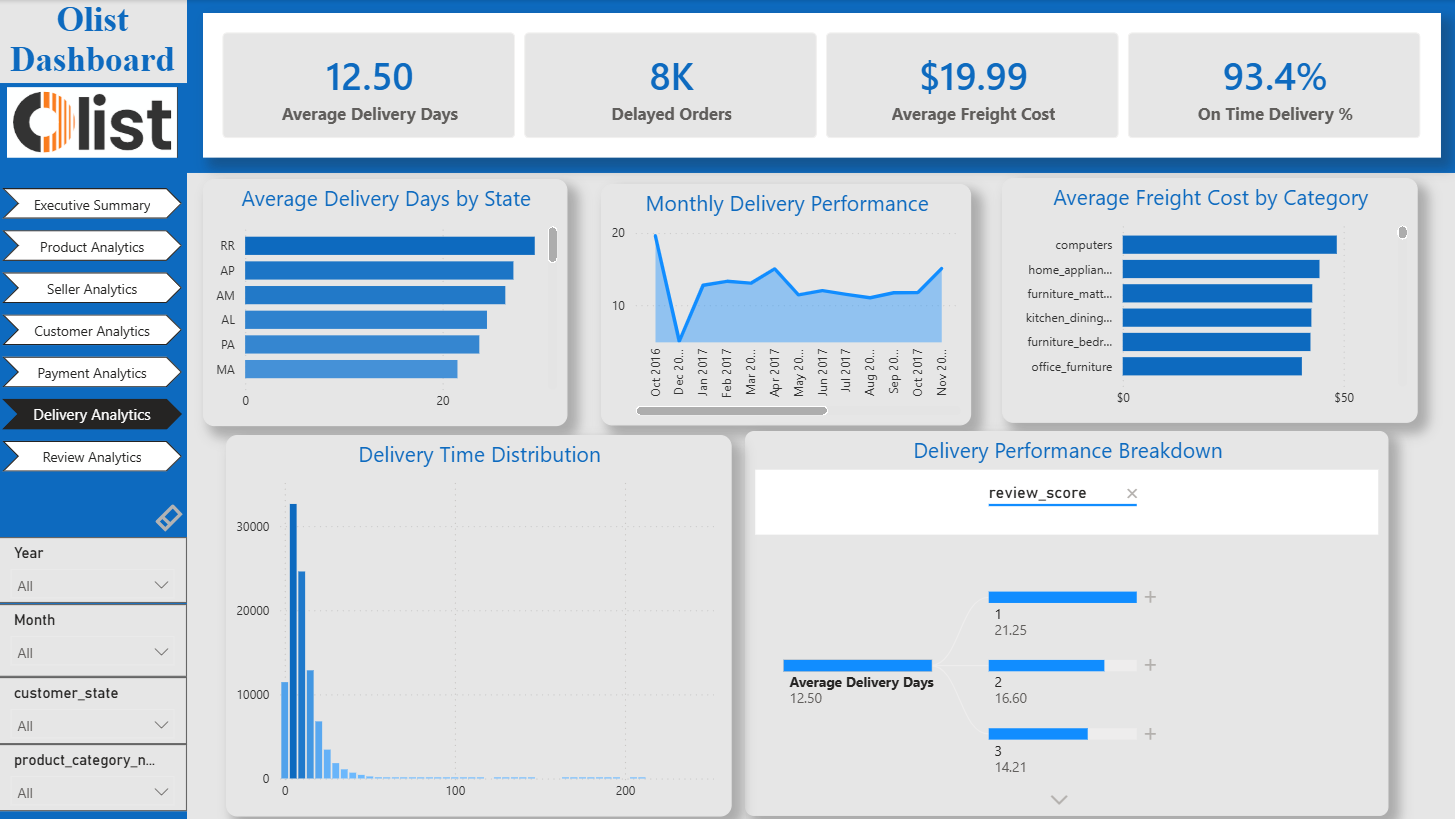 Olist
Dashboard
Olist
Executive Summary
Product Analytics
Seller Analytics
Customer Analytics
Payment Analytics
Delivery Analytics
Review Analytics
Year
All
Month
All
customer_state
All
product_category_n...
All
12.50
Average Delivery Days
8K
Delayed Orders
$19.99
Average Freight Cost
93.4%
On Time Delivery %
Average Delivery Days by State
RR
AP
AM
AL
PA
MA
0 20
Monthly Delivery Performance
20
10
Oct 2016
Dec 20...
Jan 2017
Feb 2017
Mar 20...
Apr 2017
May 20...
Jun 2017
Jul 2017
Aug 20...
Sep 20...
Oct 2017
Nov 20...
Average Freight Cost by Category
computers
home_applian...
furniture_matt...
kitchen_dining...
furniture_bedr...
office_furniture
$0 $50
Delivery Time Distribution
30000
20000
10000
0
0 100 200
Delivery Performance Breakdown
review_score
Average Delivery Days
12.50
1
21.25
2
16.60
3
14.21